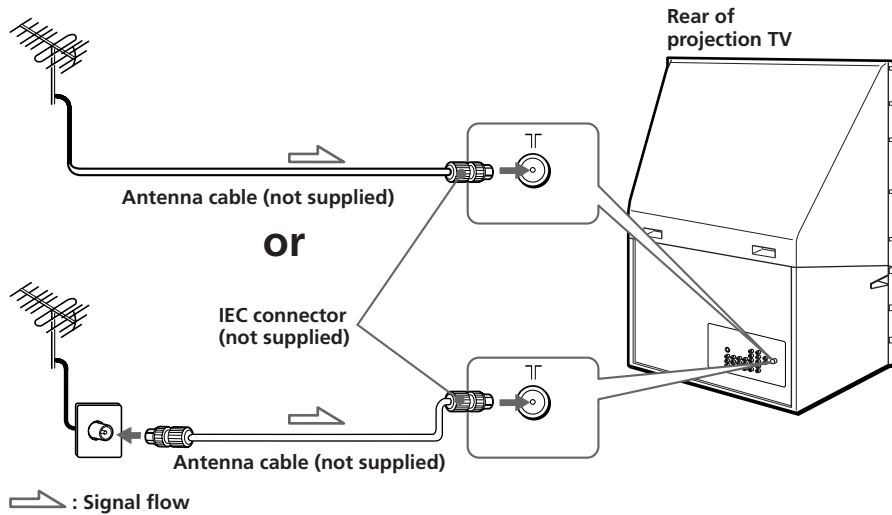 Rear of
projection TV
Antenna cable (not supplied)
or
IEC connector
(not supplied)
Antenna cable (not supplied)
: Signal flow